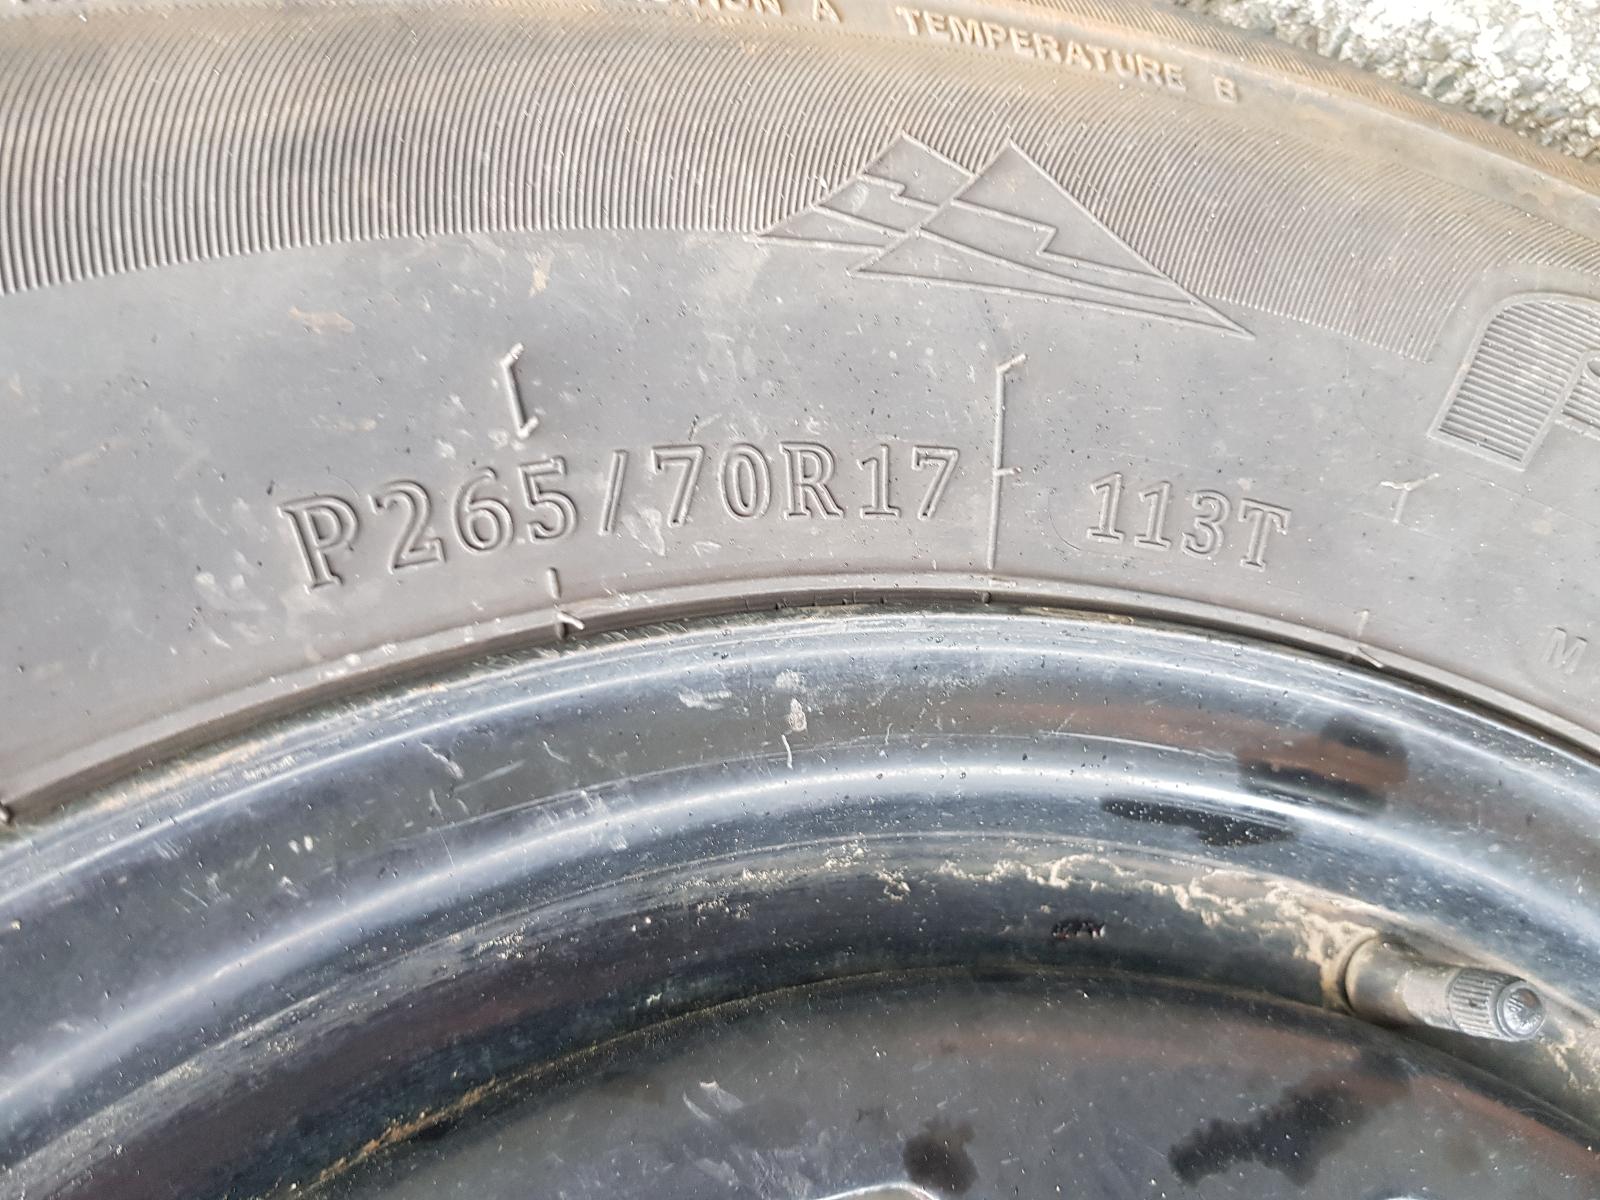 A TEMPERATURE B
P265/70R17 113T
M